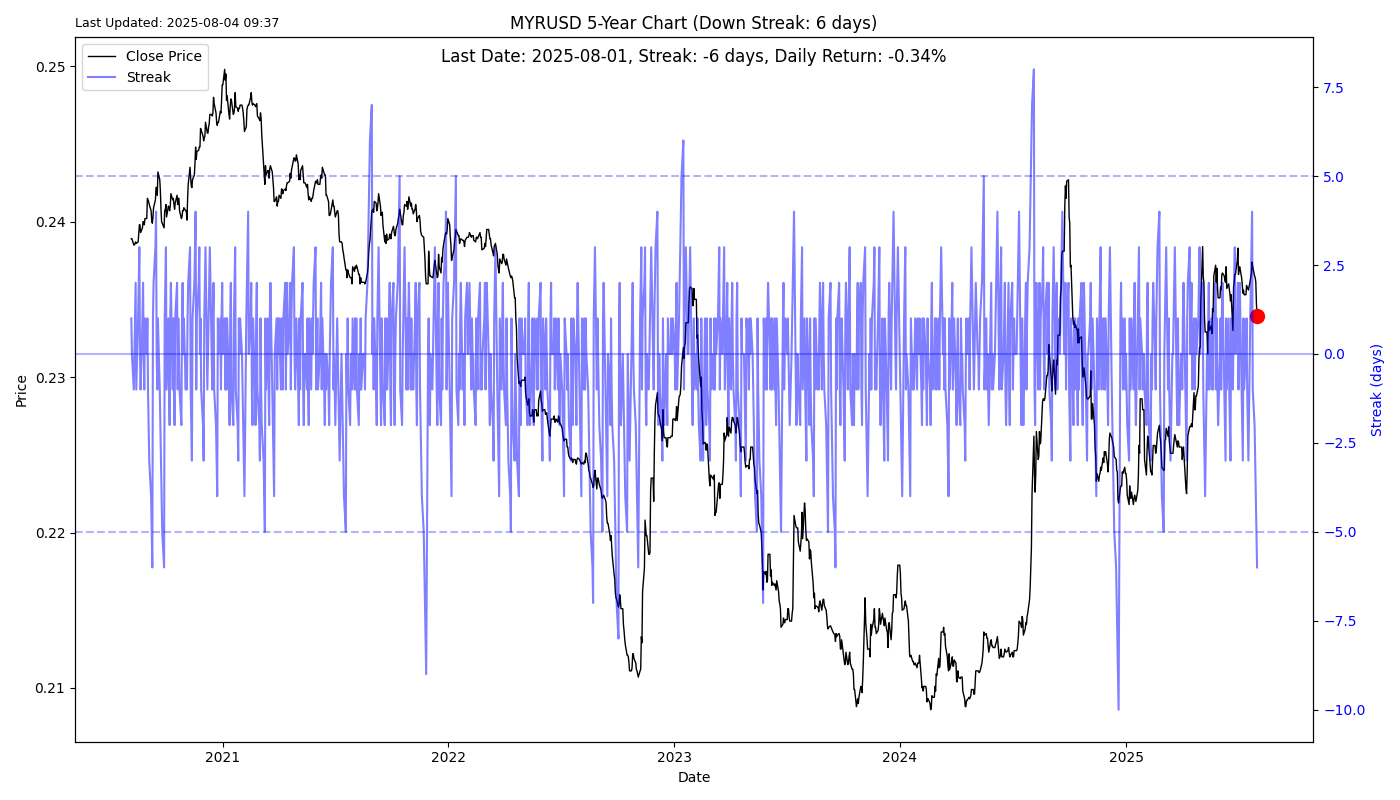 Last Updated: 2025-08-04 09:37
MYRUSD 5-Year Chart (Down Streak: 6 days)
Last Date: 2025-08-01, Streak: -6 days, Daily Return: -0.34%
Close Price
Streak
0.25
0.24
0.23
0.22
0.21
Price
7.5
5.0
2.5
0.0
−2.5
−5.0
−7.5
−10.0
Streak (days)
2021
2022
2023
2024
2025
Date